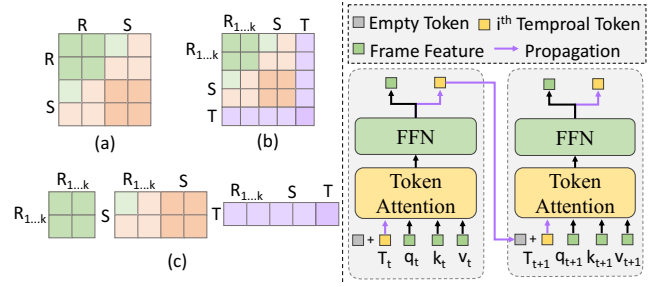 R S
R
S
(a)
R1...k S T
R1...k
S
T
(b)
R1...k
R1...k
R1...k S
S
R1...k S T
T
(c)
Empty Token
ith Temproal Token
Frame Feature
Propagation
FFN
Token
Attention
+
Tt qt kt vt
FFN
Token
Attention
+
Tt+1 qt+1 kt+1 vt+1